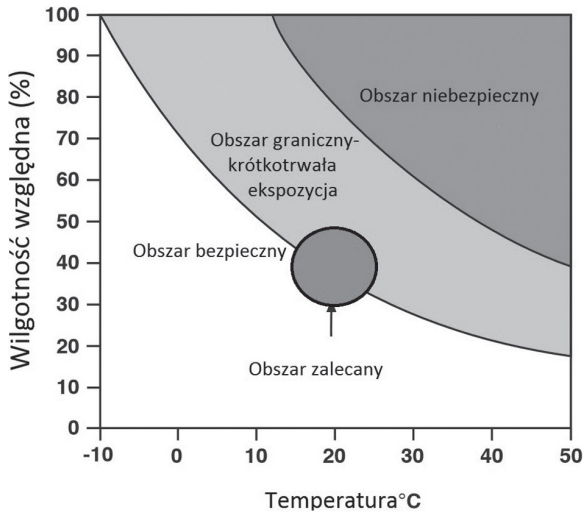 100
90
80
70
60
50
40
30
20
10
0
Wilgotność względna (%)
Obszar niebezpieczny
Obszar graniczny-
krótkotrwała
ekspozycja
Obszar bezpieczny
Obszar zalecany
-10 0 10 20 30 40 50
Temperatura°C